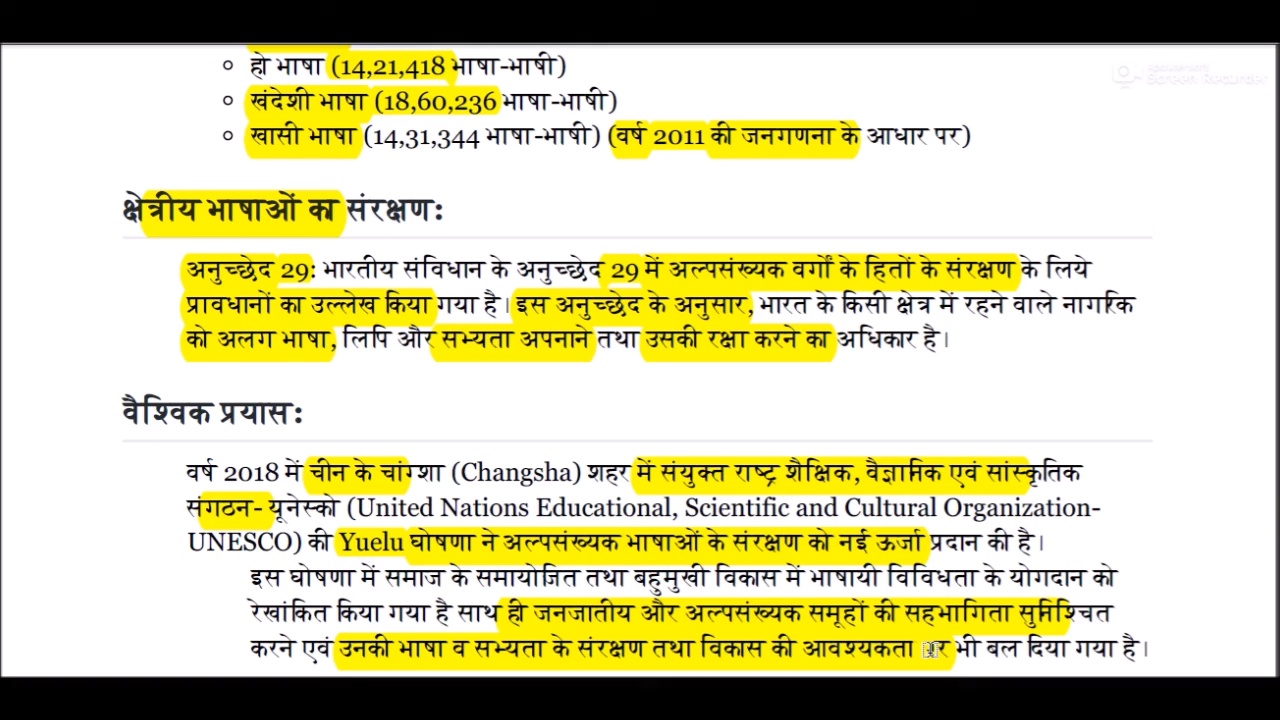 हो भाषा (14,21,418 भाषा-भाषी)
खंदेशी भाषा (18,60,236 भाषा-भाषी)
खासी भाषा (14,31,344 भाषा-भाषी) (वर्ष 2011 की जनगणना के आधार पर)
क्षेत्रीय भाषाओं का संरक्षण:
अनुच्छेद 29: भारतीय संविधान के अनुच्छेद 29 में अल्पसंख्यक वर्गों के हितों के संरक्षण के लिये
प्रावधानों का उल्लेख किया गया है। इस अनुच्छेद के अनुसार, भारत के किसी क्षेत्र में रहने वाले नागरिक
को अलग भाषा, लिपि और सभ्यता अपनाने तथा उसकी रक्षा करने का अधिकार है।
वैश्विक प्रयास:
वर्ष 2018 में चीन के चांग्शा (Changsha) शहर में संयुक्त राष्ट्र शैक्षिक, वैज्ञानिक एवं सांस्कृतिक
संगठन- यूनेस्को (United Nations Educational, Scientific and Cultural Organization-
UNESCO) की Yuelu घोषणा ने अल्पसंख्यक भाषाओं के संरक्षण को नई ऊर्जा प्रदान की है।
इस घोषणा में समाज के समायोजित तथा बहुमुखी विकास में भाषायी विविधता के योगदान को
रेखांकित किया गया है साथ ही जनजातीय और अल्पसंख्यक समूहों की सहभागिता सुनिश्चित
करने एवं उनकी भाषा व सभ्यता के संरक्षण तथा विकास की आवश्यकता पर भी बल दिया गया है।
Screen Recorder